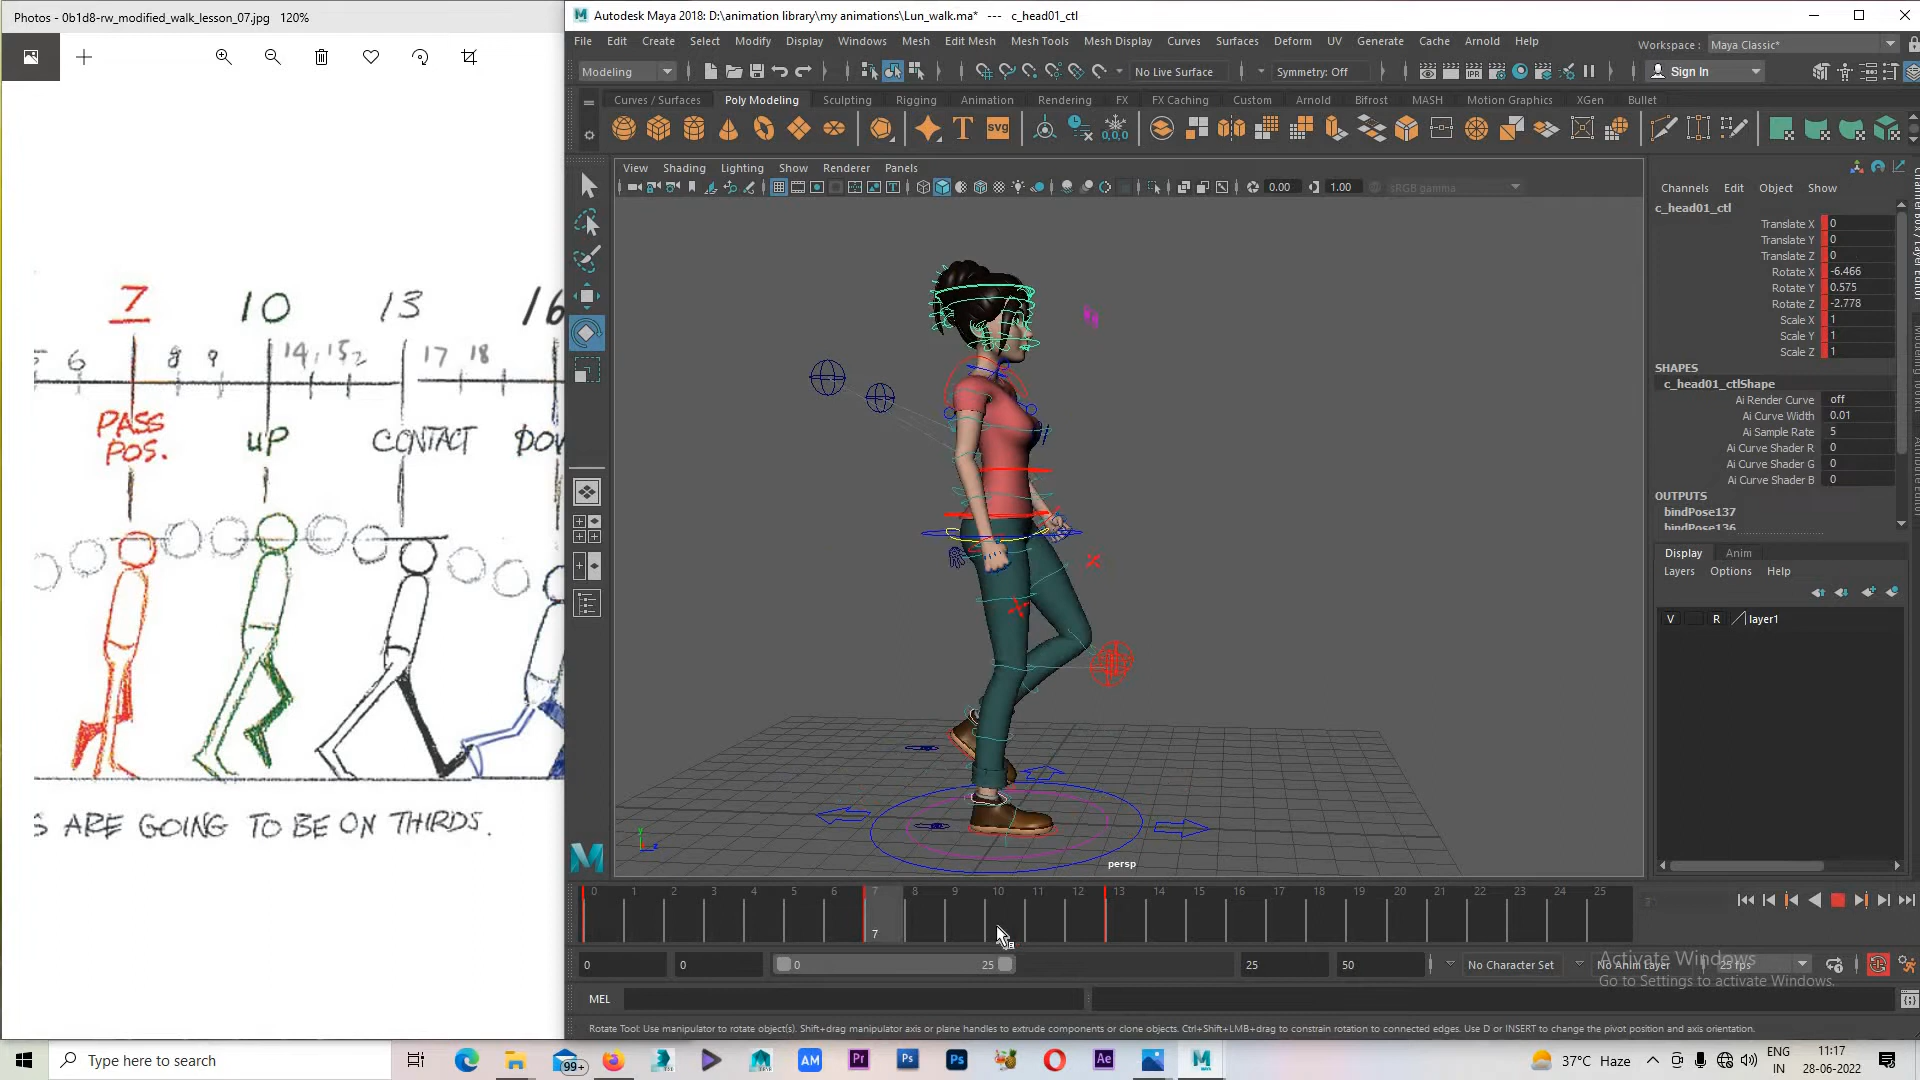 Photos - 0b1d8-rw_modified_walk_lesson_07.jpg 120%
Autodesk Maya 2018: D:\animation library\my animations\Lun_walk.ma* --- c_head01_ctl
File Edit Create Select Modify Display Windows Mesh Edit Mesh Mesh Tools Mesh Display Curves Surfaces Deform UV Generate Cache Arnold Help
Workspace : Maya Classic*
Modeling No Live Surface Symmetry: Off Sign In
Curves / Surfaces Poly Modeling Sculpting Rigging Animation Rendering FX FX Caching Custom Arnold Bifrost MASH Motion Graphics XGen Bullet
View Shading Lighting Show Renderer Panels
0.00 1.00 sRGB gamma
Channels Edit Object Show
c_head01_ctl
Translate X 0
Translate Y 0
Translate Z 0
Rotate X -6.466
Rotate Y 0.575
Rotate Z -2.778
Scale X 1
Scale Y 1
Scale Z 1
SHAPES
c_head01_ctlShape
Ai Render Curve off
Ai Curve Width 0.01
Ai Sample Rate 5
Ai Curve Shader R 0
Ai Curve Shader G 0
Ai Curve Shader B 0
OUTPUTS
bindPose137
bindPose136
Display Anim
Layers Options Help
V R layer1
7 10 13 16
6 8 9 14 15 17 18
PASS POS. UP CONTACT
ARE GOING TO BE ON THIRDS.
persp
0 1 2 3 4 5 6 7 8 9 10 11 12 13 14 15 16 17 18 19 20 21 22 23 24 25
7
0 0 0 25 25 50 No Character Set No Anim Layer 25 fps
Activate Windows
Go to Settings to activate Windows.
MEL
Rotate Tool: Use manipulator to rotate object(s). Shift+drag manipulator axis or plane handles to extrude components or clone objects. Ctrl+Shift+LMB+drag to constrain rotation to connected edges. Use D or INSERT to change the pivot position and axis orientation.
Type here to search
99+
37°C Haze
ENG
IN
11:17
28-06-2022